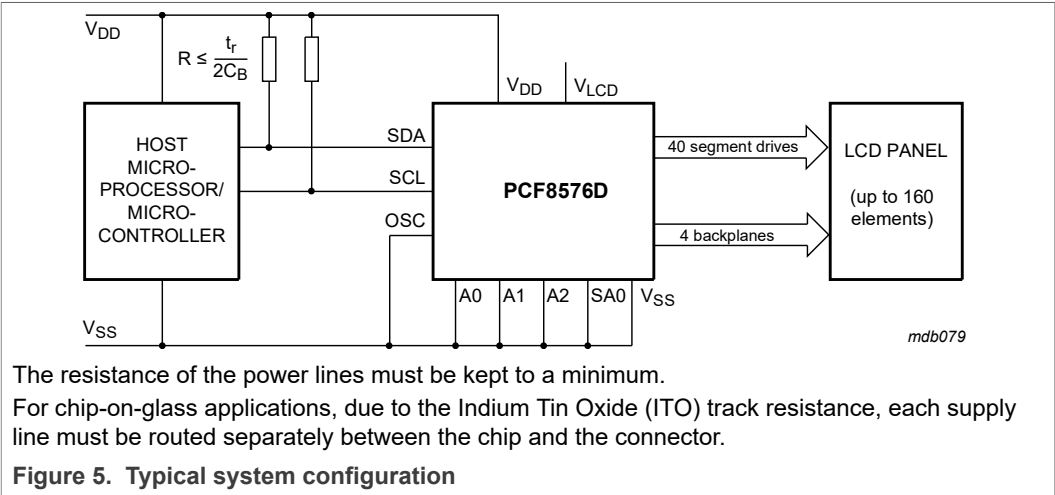 VDD
R ≤ tr
2CB
VDD
VLCD
HOST
MICRO-
PROCESSOR/
MICRO-
CONTROLLER
SDA
SCL
OSC
PCF8576D
40 segment drives
4 backplanes
LCD PANEL
(up to 160
elements)
A0 A1 A2 SA0 VSS
VSS
mdb079
The resistance of the power lines must be kept to a minimum.
For chip-on-glass applications, due to the Indium Tin Oxide (ITO) track resistance, each supply
line must be routed separately between the chip and the connector.
Figure 5. Typical system configuration